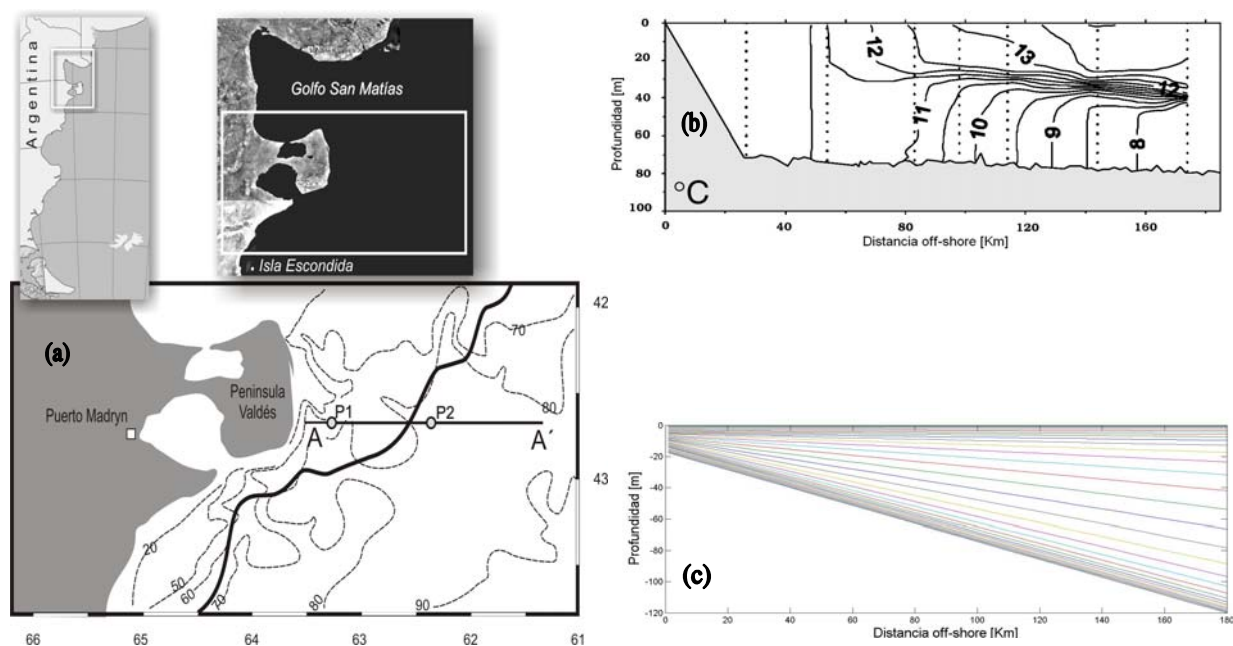 Argentina
Golfo San Matías
Isla Escondida
(a)
Puerto Madryn
Peninsula
Valdés
P1
P2
A
A´
70
80
20
50
60
70
80
90
42
43
66
65
64
63
62
61
(b)
Profundidad [m]
0
20
40
60
80
100
12
13
12
11
10
9
8
C
0
40
80
120
160
Distancia off-shore [Km]
(c)
Profundidad [m]
0
-20
-40
-60
-80
-100
-120
0
20
40
60
80
100
120
140
160
180
Distancia off-shore [Km]